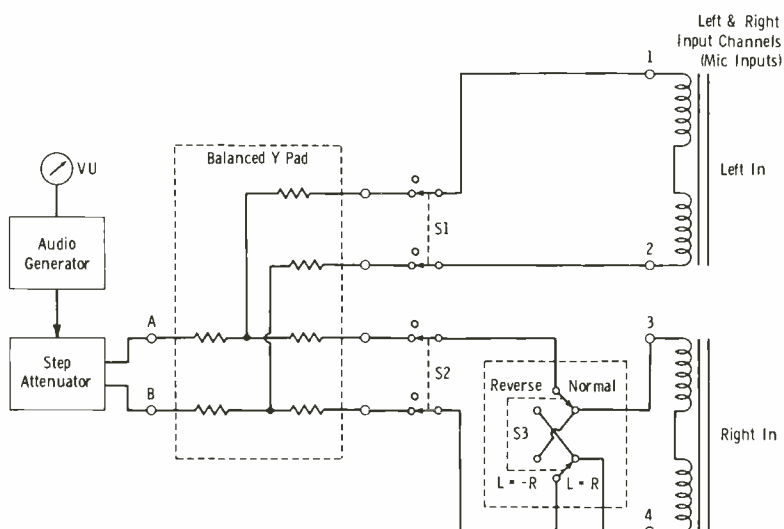 Left & Right
Input Channels
(Mic Inputs)
1
Balanced Y Pad
VU
Left In
S1
Audio
Generator
2
A
3
Step
Attenuator
S2
Reverse
Normal
B
S3
Right In
L = -R
L = R
4